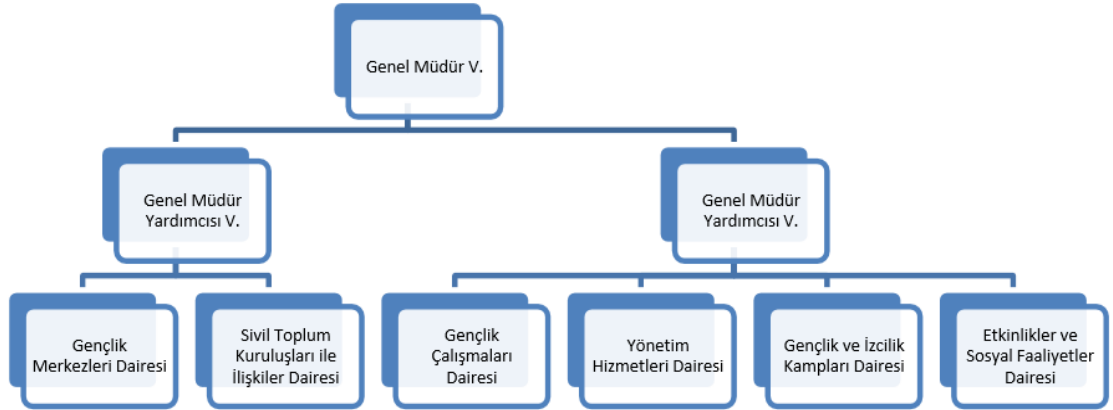 Genel Müdür V.
Genel Müdür
Yardımcısı V.
Genel Müdür
Yardımcısı V.
Gençlik
Merkezleri Dairesi
Sivil Toplum
Kuruluşları ile
İlişkiler Dairesi
Gençlik
Çalışmaları
Dairesi
Yönetim
Hizmetleri Dairesi
Gençlik ve İzcilik
Kampları Dairesi
Etkinlikler ve
Sosyal Faaliyetler
Dairesi